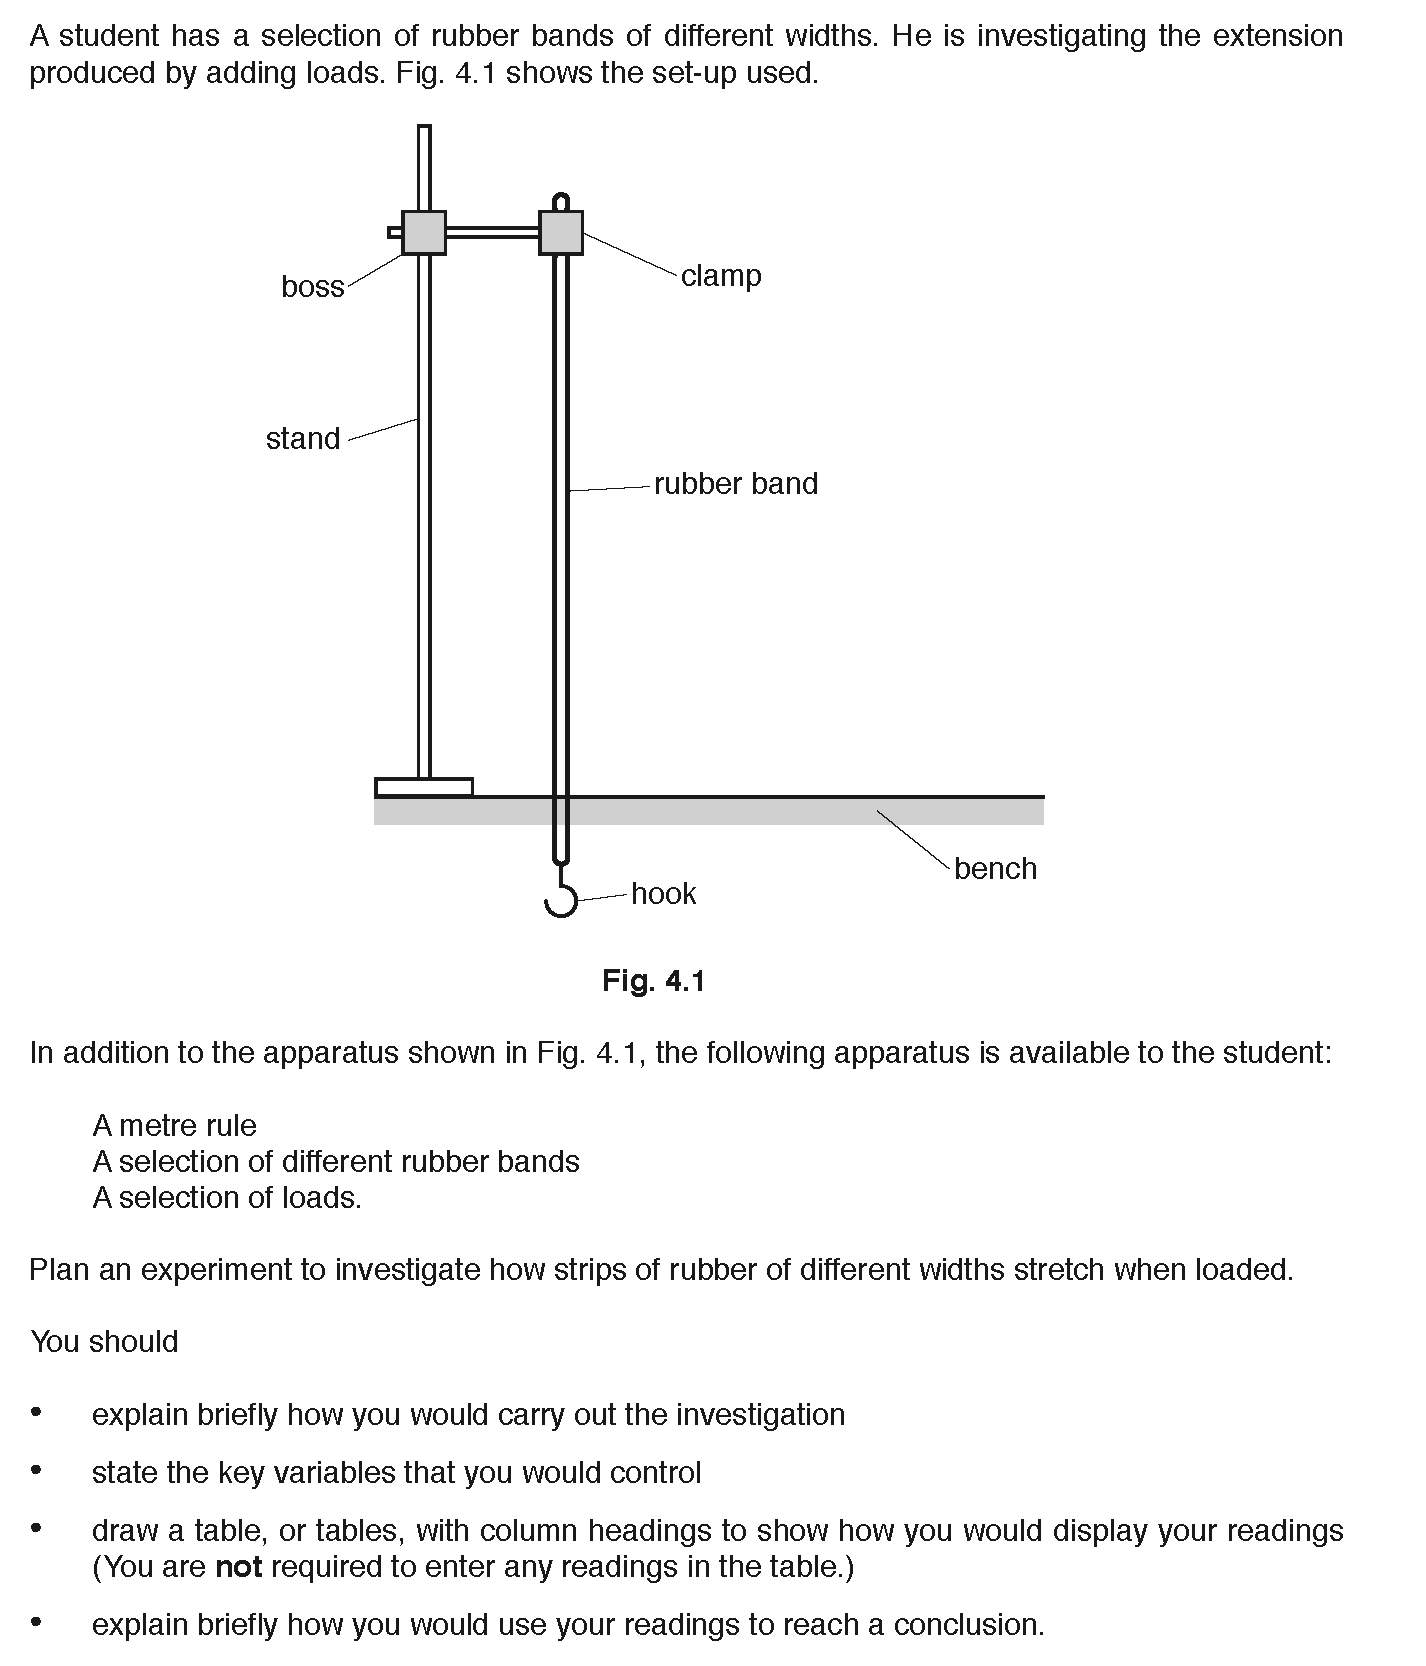 A student has a selection of rubber bands of different widths. He is investigating the extension
produced by adding loads. Fig. 4.1 shows the set-up used.
boss
clamp
stand
rubber band
bench
hook
Fig. 4.1
In addition to the apparatus shown in Fig. 4.1, the following apparatus is available to the student:
A metre rule
A selection of different rubber bands
A selection of loads.
Plan an experiment to investigate how strips of rubber of different widths stretch when loaded.
You should
• explain briefly how you would carry out the investigation
• state the key variables that you would control
• draw a table, or tables, with column headings to show how you would display your readings
(You are not required to enter any readings in the table.)
• explain briefly how you would use your readings to reach a conclusion.